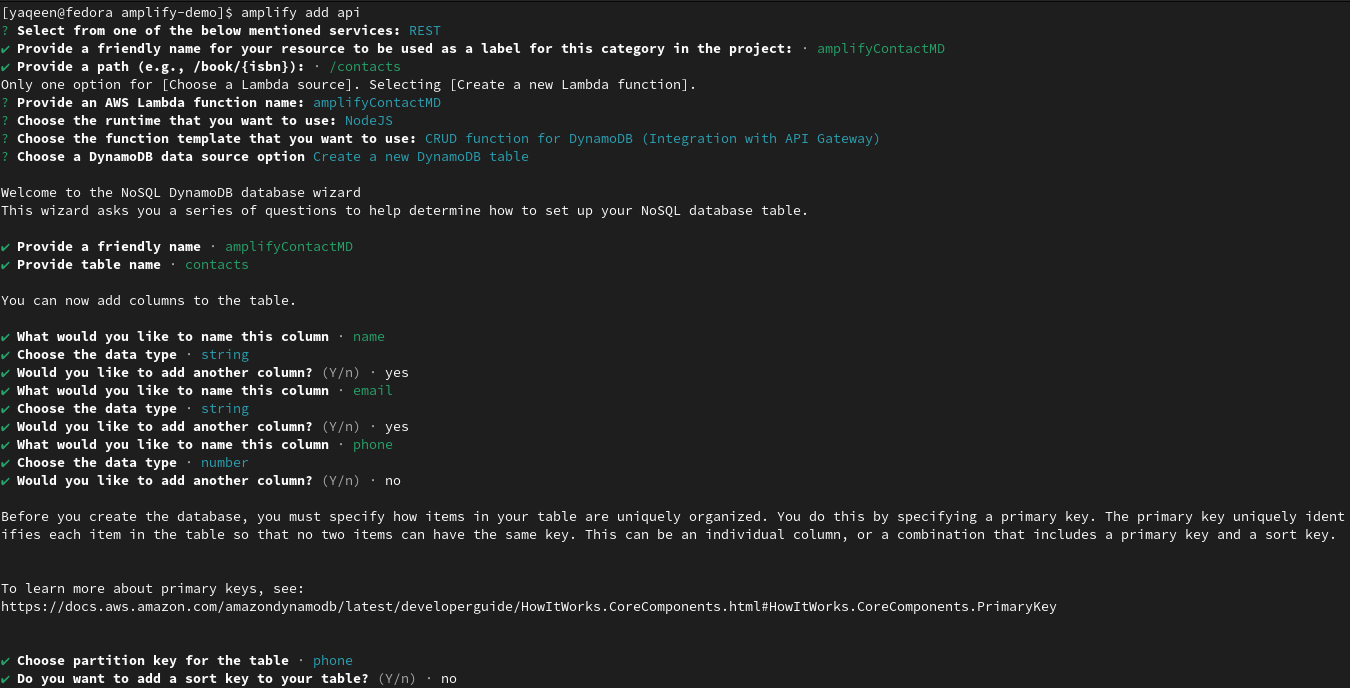 [yaqeen@fedora amplify-demo]$ amplify add api
? Select from one of the below mentioned services: REST
✔ Provide a friendly name for your resource to be used as a label for this category in the project: · amplifyContactMD
✔ Provide a path (e.g., /book/{isbn}): · /contacts
Only one option for [Choose a Lambda source]. Selecting [Create a new Lambda function].
? Provide an AWS Lambda function name: amplifyContactMD
? Choose the runtime that you want to use: NodeJS
? Choose the function template that you want to use: CRUD function for DynamoDB (Integration with API Gateway)
? Choose a DynamoDB data source option Create a new DynamoDB table
Welcome to the NoSQL DynamoDB database wizard
This wizard asks you a series of questions to help determine how to set up your NoSQL database table.
✔ Provide a friendly name · amplifyContactMD
✔ Provide table name · contacts
You can now add columns to the table.
✔ What would you like to name this column · name
✔ Choose the data type · string
✔ Would you like to add another column? (Y/n) · yes
✔ What would you like to name this column · email
✔ Choose the data type · string
✔ Would you like to add another column? (Y/n) · yes
✔ What would you like to name this column · phone
✔ Choose the data type · number
✔ Would you like to add another column? (Y/n) · no
Before you create the database, you must specify how items in your table are uniquely organized. You do this by specifying a primary key. The primary key uniquely ident
ifies each item in the table so that no two items can have the same key. This can be an individual column, or a combination that includes a primary key and a sort key.
To learn more about primary keys, see:
https://docs.aws.amazon.com/amazondynamodb/latest/developerguide/HowItWorks.CoreComponents.html#HowItWorks.CoreComponents.PrimaryKey
✔ Choose partition key for the table · phone
✔ Do you want to add a sort key to your table? (Y/n) · no